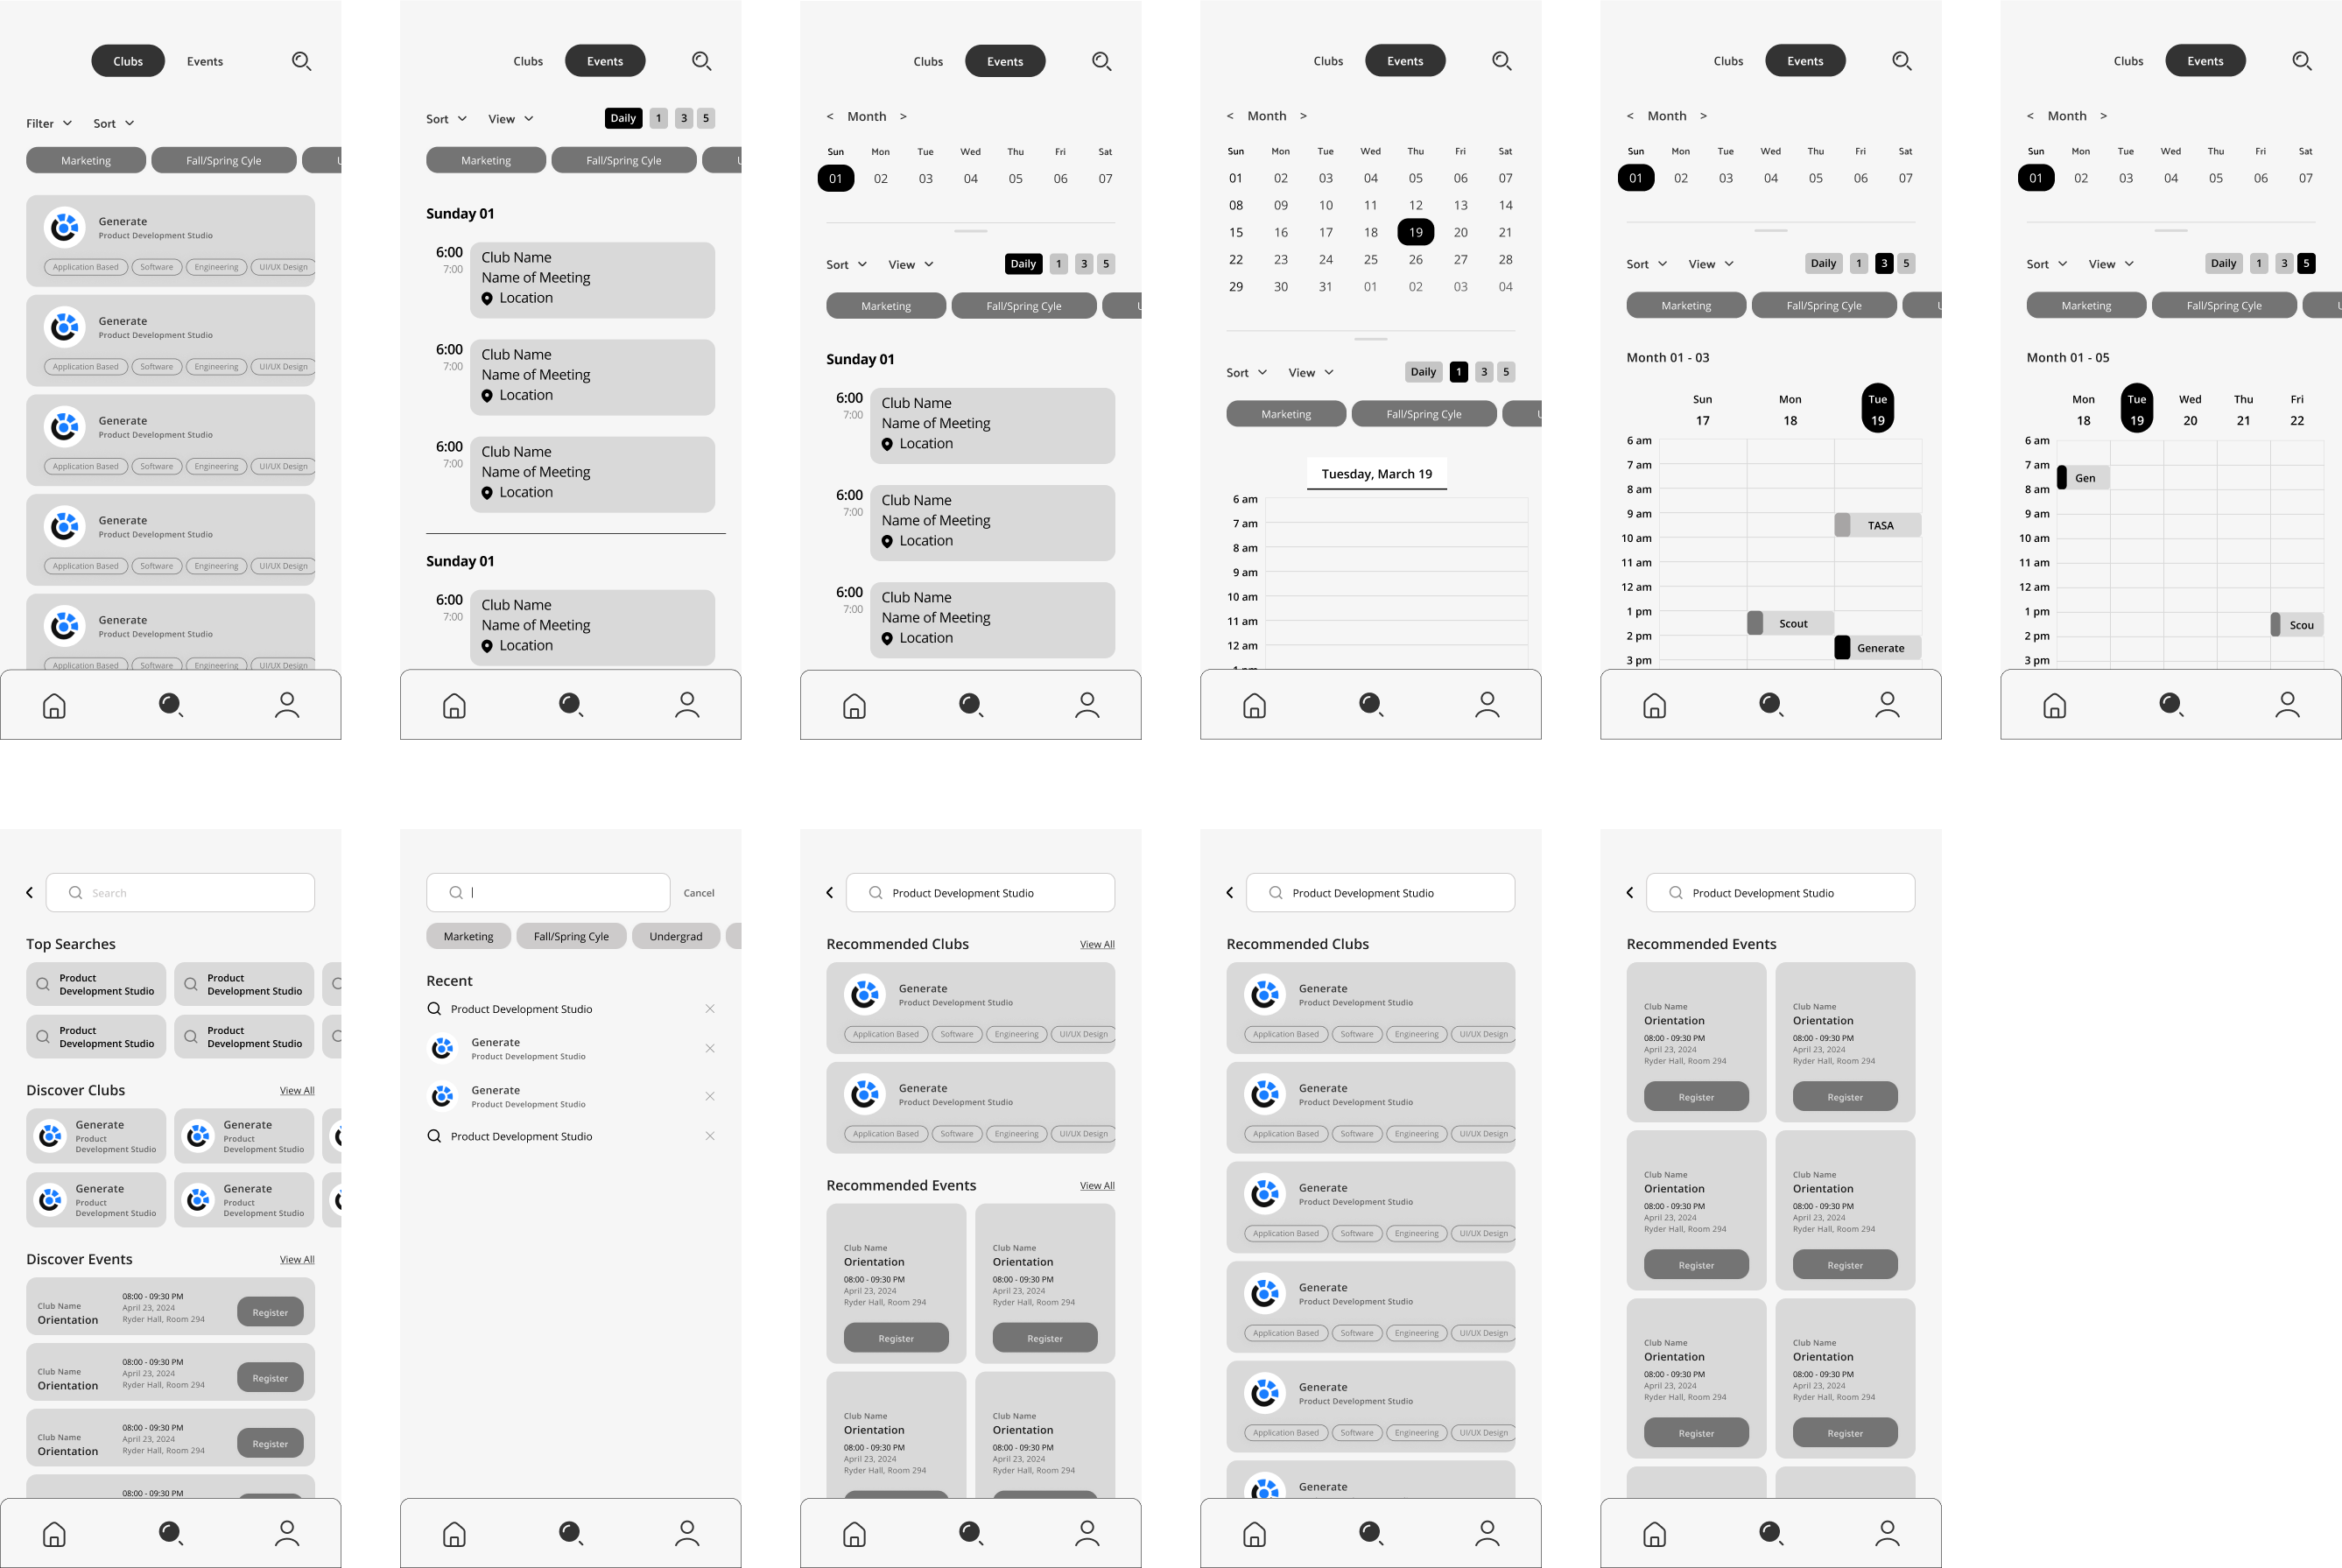 Clubs Events
Filter Sort
Marketing Fall/Spring Cyle
Generate
Product Development Studio
Application Based Software Engineering UI/UX Design
Generate
Product Development Studio
Application Based Software Engineering UI/UX Design
Generate
Product Development Studio
Application Based Software Engineering UI/UX Design
Generate
Product Development Studio
Application Based Software Engineering UI/UX Design
Generate
Product Development Studio
Application Based Software Engineering UI/UX Design
Clubs Events
Sort View Daily 1 3 5
Marketing Fall/Spring Cyle
Sunday 01
6:00 Club Name
7:00 Name of Meeting
Location
6:00 Club Name
7:00 Name of Meeting
Location
6:00 Club Name
7:00 Name of Meeting
Location
Sunday 01
6:00 Club Name
7:00 Name of Meeting
Location
Clubs Events
< Month >
Sun Mon Tue Wed Thu Fri Sat
01 02 03 04 05 06 07
Sort View Daily 1 3 5
Marketing Fall/Spring Cyle
Sunday 01
6:00 Club Name
7:00 Name of Meeting
Location
6:00 Club Name
7:00 Name of Meeting
Location
6:00 Club Name
7:00 Name of Meeting
Location
Clubs Events
< Month >
Sun Mon Tue Wed Thu Fri Sat
01 02 03 04 05 06 07
08 09 10 11 12 13 14
15 16 17 18 19 20 21
22 23 24 25 26 27 28
29 30 31 01 02 03 04
Sort View Daily 1 3 5
Marketing Fall/Spring Cyle
Tuesday, March 19
6 am
7 am
8 am
9 am
10 am
11 am
12 am
Clubs Events
< Month >
Sun Mon Tue Wed Thu Fri Sat
01 02 03 04 05 06 07
Sort View Daily 1 3 5
Marketing Fall/Spring Cyle
Month 01 - 03
Sun Mon Tue
17 18 19
6 am
7 am
8 am
9 am
TASA
10 am
11 am
12 am
1 pm
Scout
2 pm
Generate
3 pm
Clubs Events
< Month >
Sun Mon Tue Wed Thu Fri Sat
01 02 03 04 05 06 07
Sort View Daily 1 3 5
Marketing Fall/Spring Cyle
Month 01 - 05
Mon Tue Wed Thu Fri
18 19 20 21 22
6 am
7 am
Gen
8 am
9 am
10 am
11 am
12 am
1 pm
Scou
2 pm
3 pm
Search
Top Searches
Product Development Studio
Product Development Studio
Product Development Studio
Product Development Studio
Discover Clubs View All
Generate
Product
Development Studio
Generate
Product
Development Studio
Generate
Product
Development Studio
Generate
Product
Development Studio
Discover Events View All
08:00 - 09:30 PM
Club Name April 23, 2024 Register
Orientation Ryder Hall, Room 294
08:00 - 09:30 PM
Club Name April 23, 2024 Register
Orientation Ryder Hall, Room 294
08:00 - 09:30 PM
Club Name April 23, 2024 Register
Orientation Ryder Hall, Room 294
08:00 - 09:30 PM
Cancel
Marketing Fall/Spring Cyle Undergrad
Recent
Product Development Studio
Generate
Product Development Studio
Generate
Product Development Studio
Product Development Studio
Product Development Studio
Recommended Clubs View All
Generate
Product Development Studio
Application Based Software Engineering UI/UX Design
Generate
Product Development Studio
Application Based Software Engineering UI/UX Design
Recommended Events View All
Club Name Club Name
Orientation Orientation
08:00 - 09:30 PM 08:00 - 09:30 PM
April 23, 2024 April 23, 2024
Ryder Hall, Room 294 Ryder Hall, Room 294
Register Register
Club Name Club Name
Orientation Orientation
08:00 - 09:30 PM 08:00 - 09:30 PM
April 23, 2024 April 23, 2024
Ryder Hall, Room 294 Ryder Hall, Room 294
Product Development Studio
Recommended Clubs
Generate
Product Development Studio
Application Based Software Engineering UI/UX Design
Generate
Product Development Studio
Application Based Software Engineering UI/UX Design
Generate
Product Development Studio
Application Based Software Engineering UI/UX Design
Generate
Product Development Studio
Application Based Software Engineering UI/UX Design
Generate
Product Development Studio
Application Based Software Engineering UI/UX Design
Generate
Product Development Studio
Recommended Events
Club Name Club Name
Orientation Orientation
08:00 - 09:30 PM 08:00 - 09:30 PM
April 23, 2024 April 23, 2024
Ryder Hall, Room 294 Ryder Hall, Room 294
Register Register
Club Name Club Name
Orientation Orientation
08:00 - 09:30 PM 08:00 - 09:30 PM
April 23, 2024 April 23, 2024
Ryder Hall, Room 294 Ryder Hall, Room 294
Register Register
Club Name Club Name
Orientation Orientation
08:00 - 09:30 PM 08:00 - 09:30 PM
April 23, 2024 April 23, 2024
Ryder Hall, Room 294 Ryder Hall, Room 294
Register Register